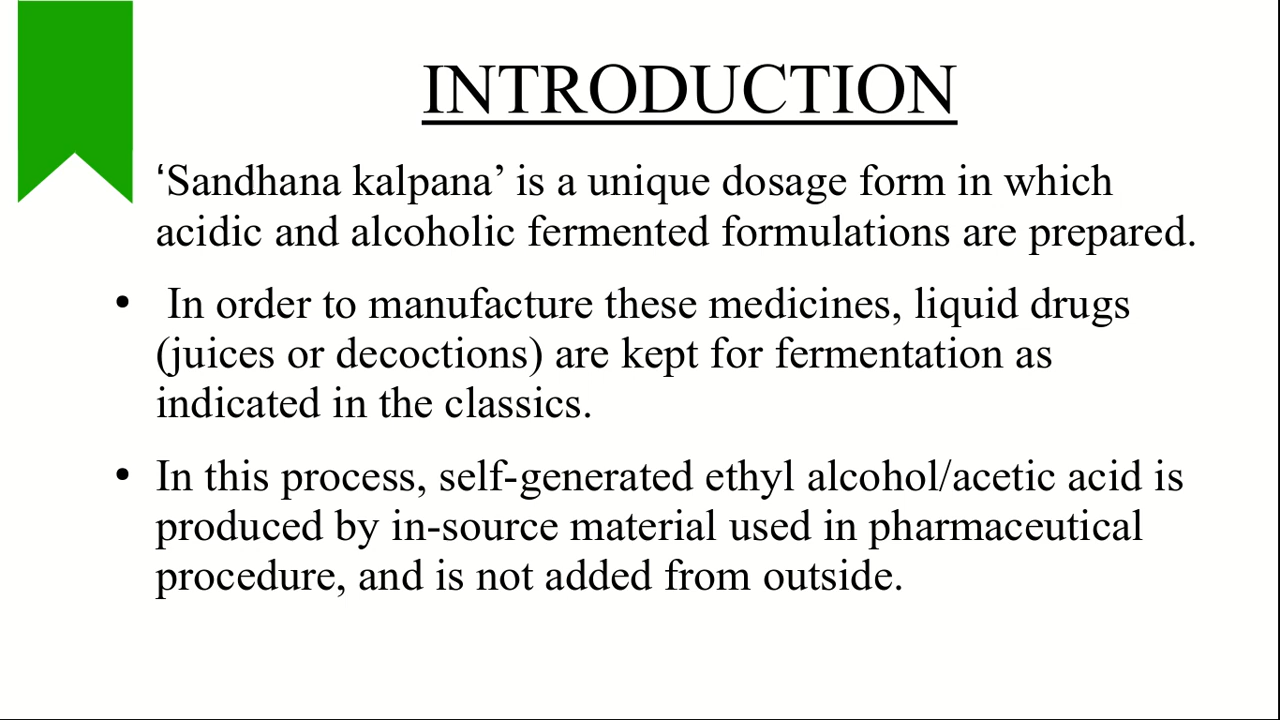 INTRODUCTION
‘Sandhana kalpana’ is a unique dosage form in which
acidic and alcoholic fermented formulations are prepared.
• In order to manufacture these medicines, liquid drugs
(juices or decoctions) are kept for fermentation as
indicated in the classics.
• In this process, self-generated ethyl alcohol/acetic acid is
produced by in-source material used in pharmaceutical
procedure, and is not added from outside.